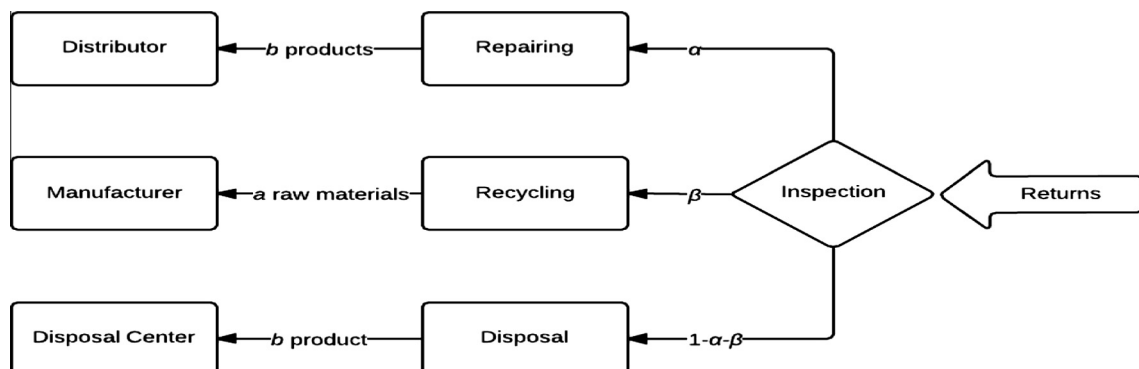 Distributor
b products
Repairing
α
Manufacturer
a raw materials
Recycling
β
Inspection
Returns
Disposal Center
b product
Disposal
1-α-β